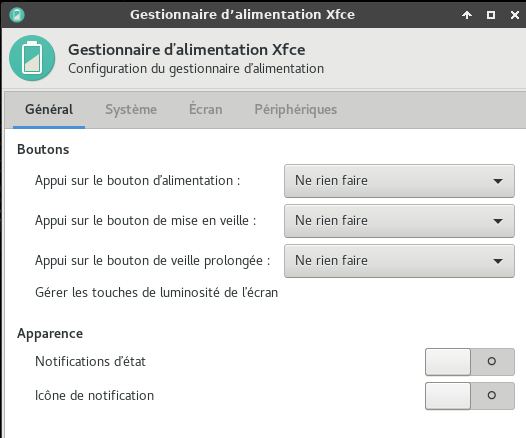 Gestionnaire d’alimentation Xfce
Gestionnaire d'alimentation Xfce
Configuration du gestionnaire d'alimentation
Général Système Écran Périphériques
Boutons
Appui sur le bouton d'alimentation : Ne rien faire
Appui sur le bouton de mise en veille : Ne rien faire
Appui sur le bouton de veille prolongée : Ne rien faire
Gérer les touches de luminosité de l'écran
Apparence
Notifications d'état
Icône de notification